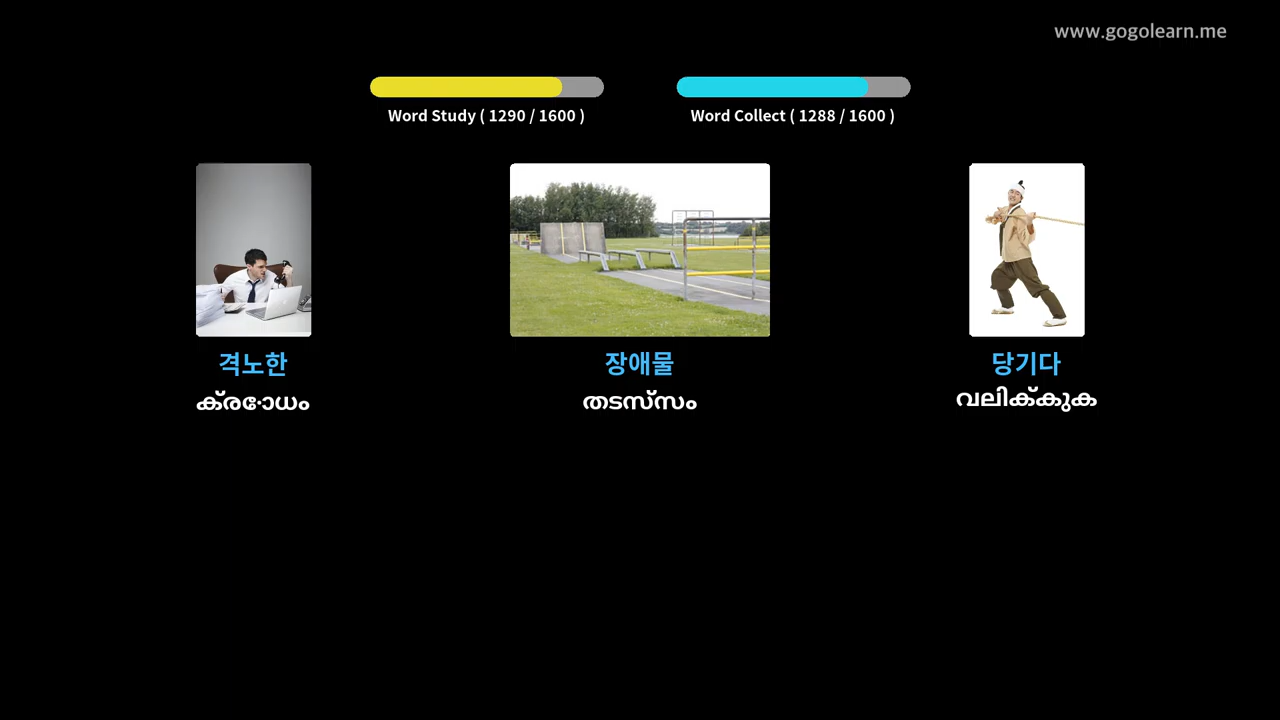 www.gogolearn.me
Word Study ( 1290 / 1600 )
Word Collect ( 1288 / 1600 )
격노한
장애물
당기다
ക്രോധം
തടസ്സം
വലിക്കുക